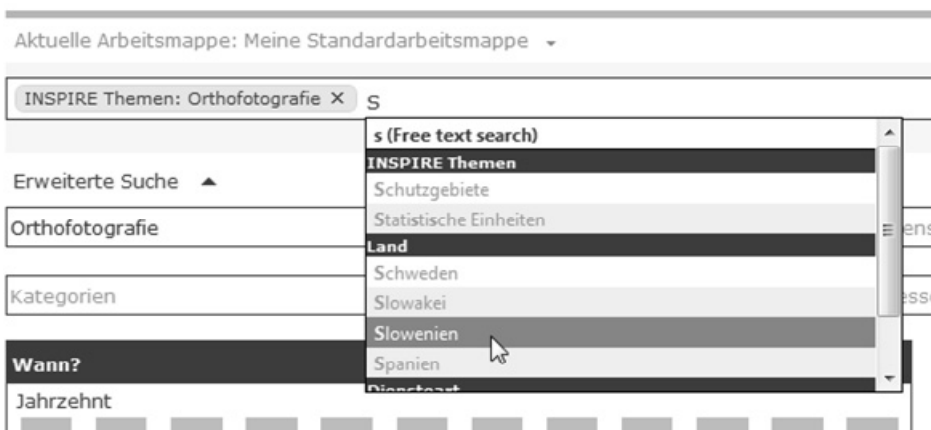 Aktuelle Arbeitsmappe: Meine Standardarbeitsmappe
INSPIRE Themen: Orthofotografie × s
s (Free text search)
INSPIRE Themen
Erweiterte Suche
Schutzgebiete
Statistische Einheiten
Orthofotografie
Land
Schweden
Kategorien
Slowakei
Slowenien
Wann?
Spanien
Diensteart
Jahrzehnt